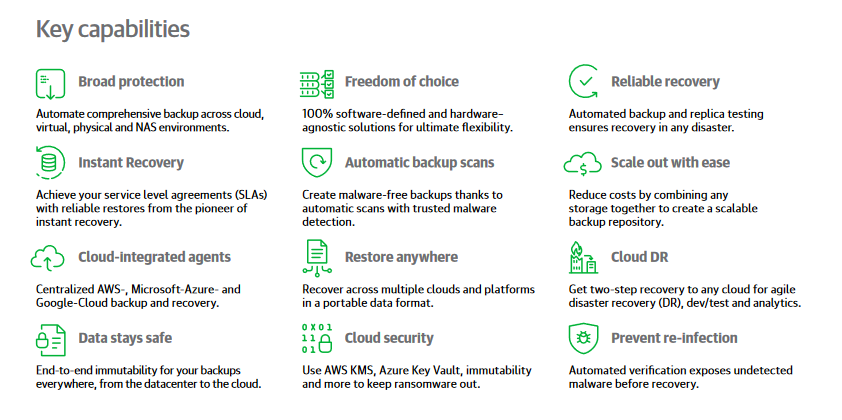 Key capabilities
Broad protection
Automate comprehensive backup across cloud,
virtual, physical and NAS environments.
Freedom of choice
100% software-defined and hardware-
agnostic solutions for ultimate flexibility.
Reliable recovery
Automated backup and replica testing
ensures recovery in any disaster.
Instant Recovery
Achieve your service level agreements (SLAs)
with reliable restores from the pioneer of
instant recovery.
Automatic backup scans
Create malware-free backups thanks to
automatic scans with trusted malware
detection.
$
Scale out with ease
Reduce costs by combining any
storage together to create a scalable
backup repository.
Cloud-integrated agents
Centralized AWS-, Microsoft-Azure- and
Google-Cloud backup and recovery.
Restore anywhere
Recover across multiple clouds and platforms
in a portable data format.
Cloud DR
Get two-step recovery to any cloud for agile
disaster recovery (DR), dev/test and analytics.
Data stays safe
End-to-end immutability for your backups
everywhere, from the datacenter to the cloud.
0X01
11
01
Cloud security
Use AWS KMS, Azure Key Vault, immutability
and more to keep ransomware out.
Prevent re-infection
Automated verification exposes undetected
malware before recovery.